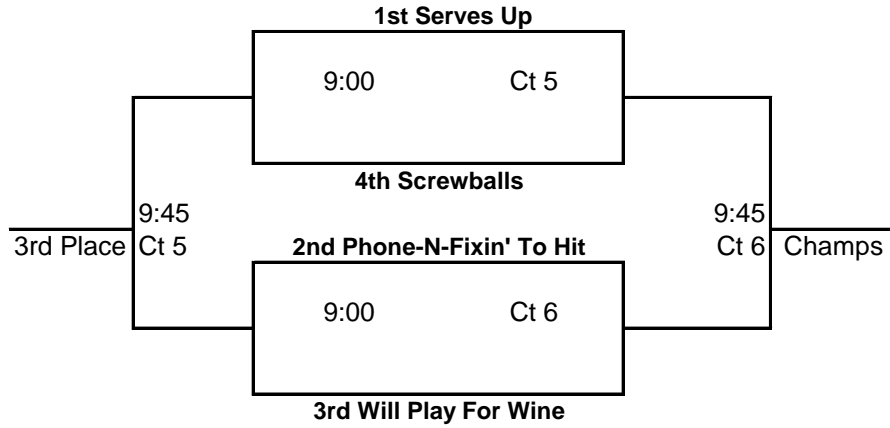 1st Serves Up
9:00 Ct 5
4th Screwballs
9:45 9:45
3rd Place Ct 5 2nd Phone-N-Fixin' To Hit Ct 6 Champs
9:00 Ct 6
3rd Will Play For Wine